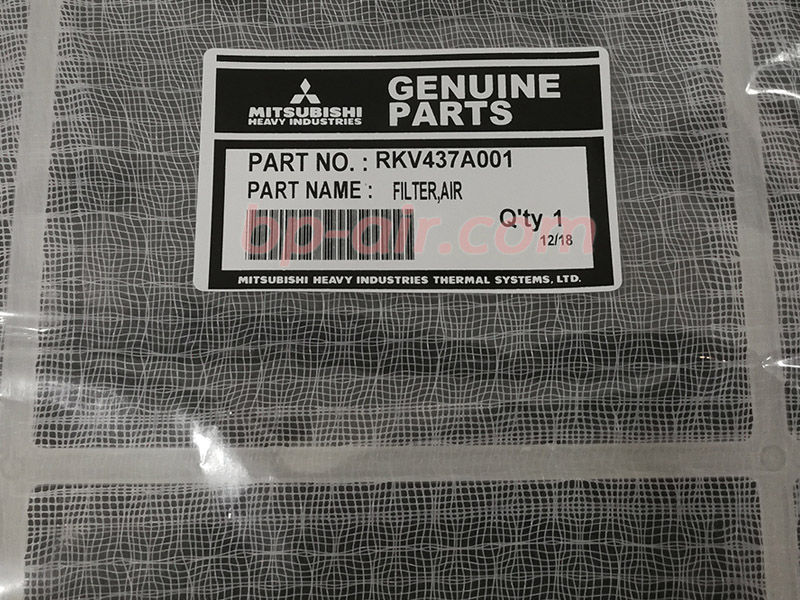 GENUINE
PARTS
MITSUBISHI
HEAVY INDUSTRIES
PART NO. : RKV437A001
PART NAME : FILTER,AIR
Q'ty 1
12/18
bp-air.com
MITSUBISHI HEAVY INDUSTRIES THERMAL SYSTEMS, LTD.